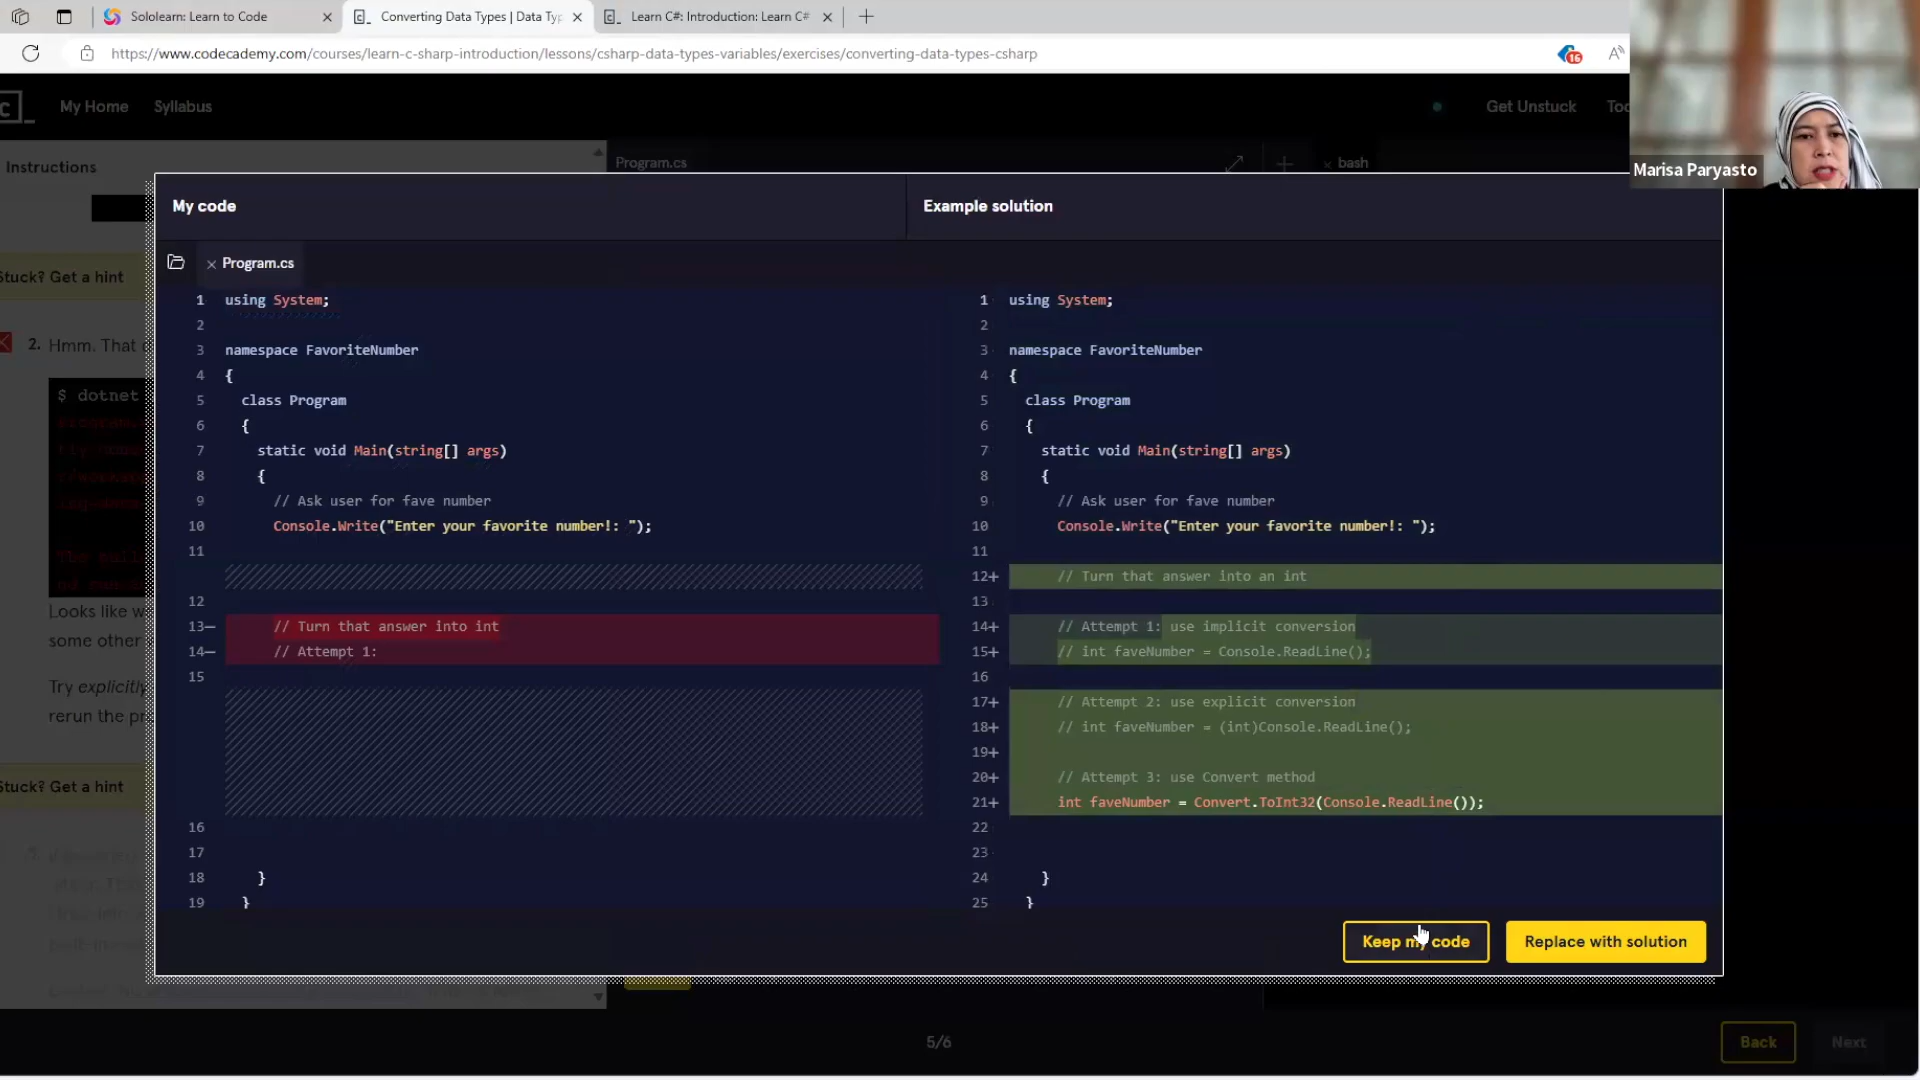 Sololearn: Learn to Code
Converting Data Types | Data Ty
Learn C#: Introduction: Learn C#
https://www.codecademy.com/courses/learn-c-sharp-introduction/lessons/csharp-data-types-variables/exercises/converting-data-types-csharp
16
My Home
Syllabus
Get Unstuck
Marisa Paryasto
Instructions
Program.cs
bash
My code
Example solution
Program.cs
Stuck? Get a hint
2. Hmm. That
$ dotnet
Looks like w
some other
Try explicitly
rerun the pr
Stuck? Get a hint
1 using System;
2
3 namespace FavoriteNumber
4 {
5 class Program
6 {
7 static void Main(string[] args)
8 {
9 // Ask user for fave number
10 Console.Write("Enter your favorite number!: ");
11
12
13— // Turn that answer into int
14— // Attempt 1:
15
16
17
18 }
19 }
1 using System;
2
3 namespace FavoriteNumber
4 {
5 class Program
6 {
7 static void Main(string[] args)
8 {
9 // Ask user for fave number
10 Console.Write("Enter your favorite number!: ");
11
12+ // Turn that answer into an int
13
14+ // Attempt 1: use implicit conversion
15+ // int faveNumber = Console.ReadLine();
16
17+ // Attempt 2: use explicit conversion
18+ // int faveNumber = (int)Console.ReadLine();
19+
20+ // Attempt 3: use Convert method
21+ int faveNumber = Convert.ToInt32(Console.ReadLine());
22
23
24 }
25 }
Keep my code
Replace with solution
5/6
Back
Next